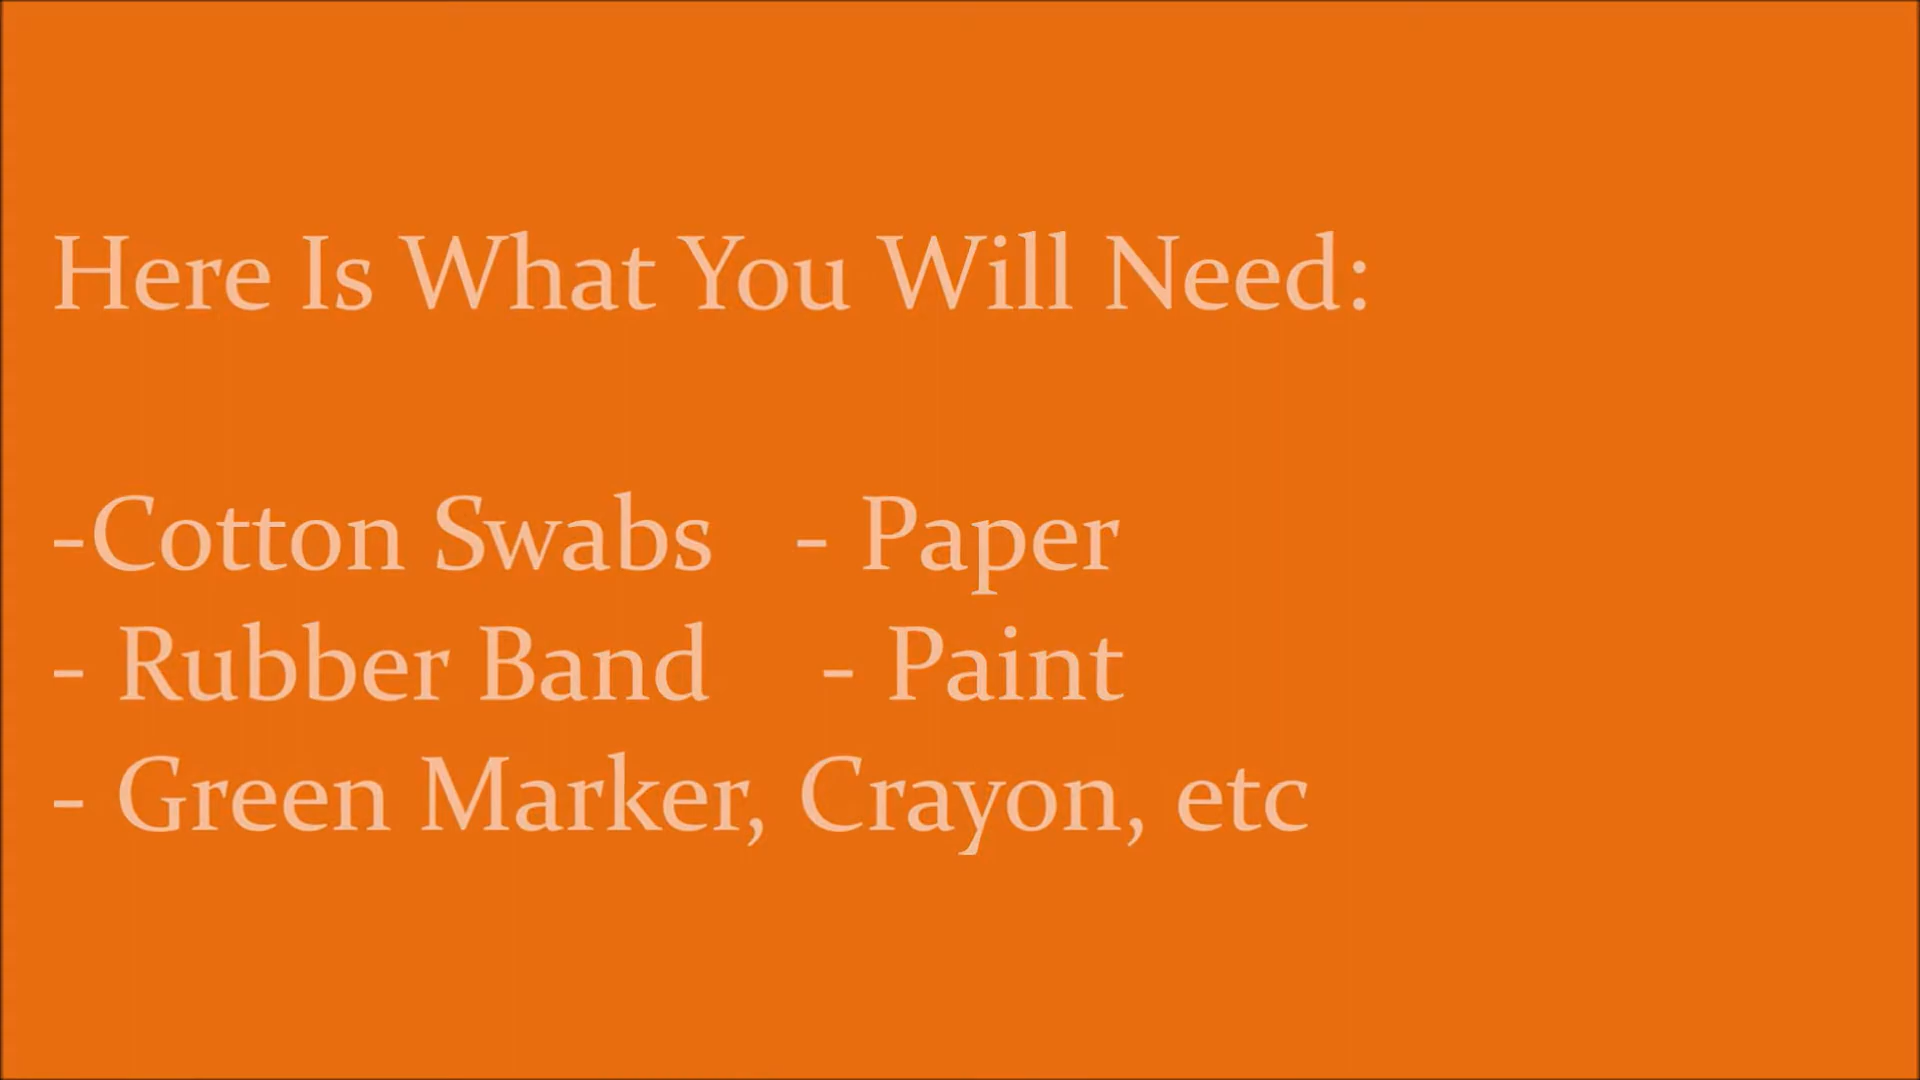 Here Is What You Will Need:
-Cotton Swabs - Paper
- Rubber Band - Paint
- Green Marker, Crayon, etc